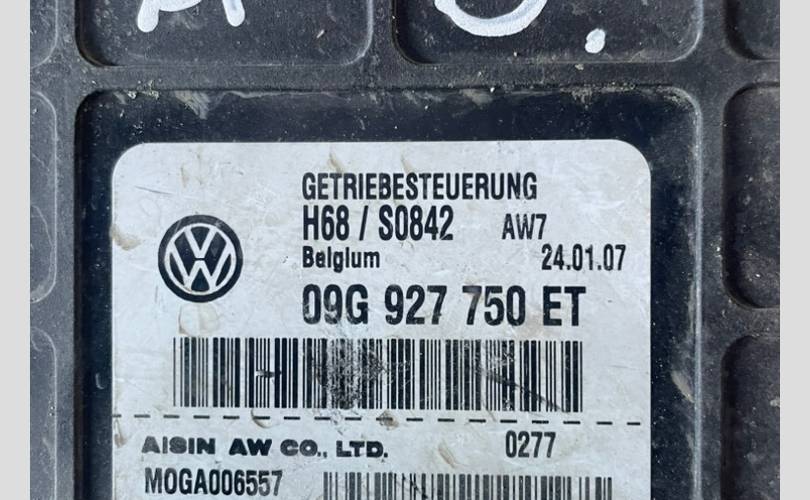 GETRIEBESTEUERUNG
H68 / S0842 AW7
Belgium 24.01.07
09G 927 750 ET
AISIN AW CO., LTD. 0277
MOGA006557